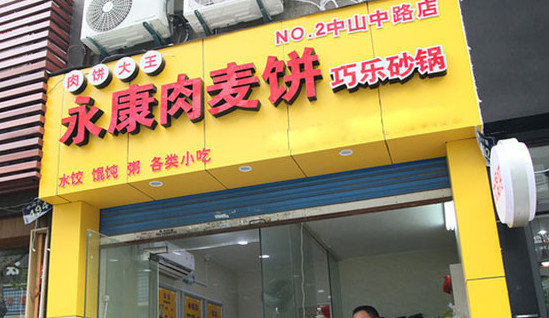 NO.2中山中路店
肉饼大王
永康肉麦饼 巧乐砂锅
水饺 馄饨 粥 各类小吃
494